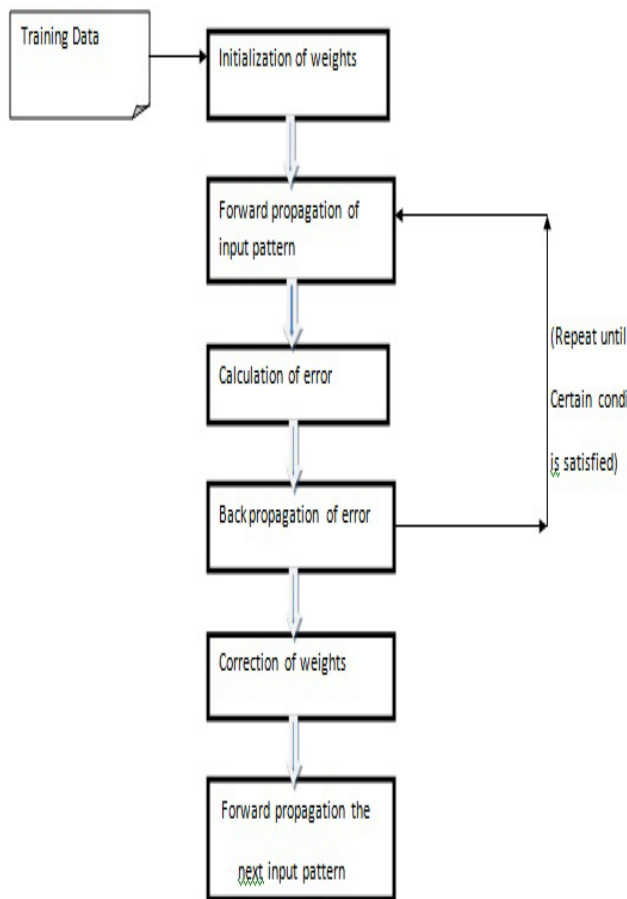 Training Data
Initialization of weights
Forward propagation of
input pattern
(Repeat until
Calculation of error
Certain condi
is satisfied)
Back propagation of error
Correction of weights
Forward propagation the
next input pattern